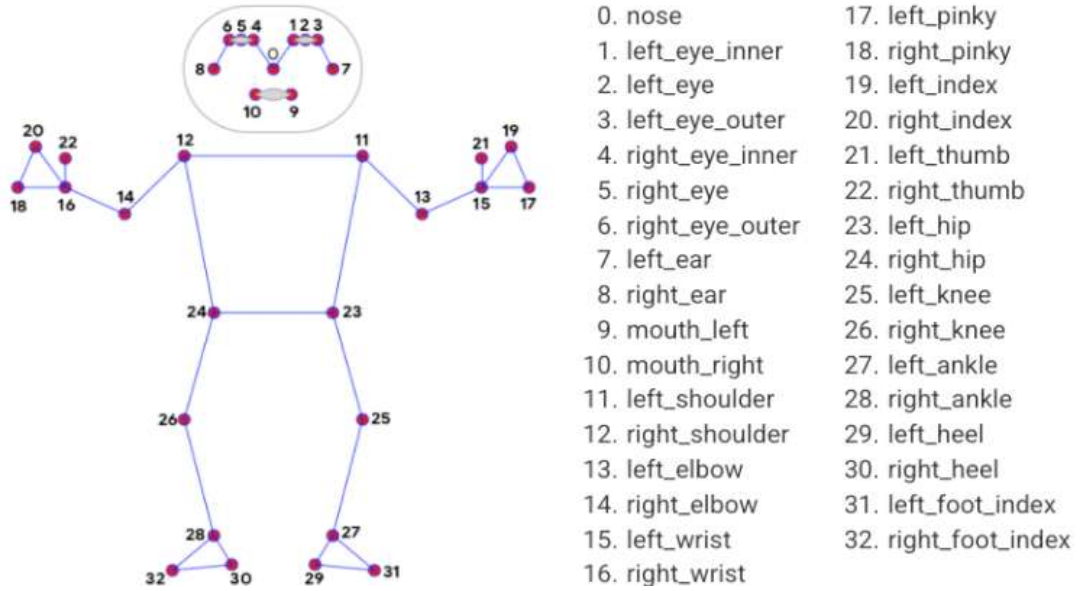 6 5 4 1 2 3
0
8 7
10 9
20 22 12 11 21 19
14 13
18 16 15 17
24 23
26 25
28 27
32 30 29 31
0. nose
1. left_eye_inner
2. left_eye
3. left_eye_outer
4. right_eye_inner
5. right_eye
6. right_eye_outer
7. left_ear
8. right_ear
9. mouth_left
10. mouth_right
11. left_shoulder
12. right_shoulder
13. left_elbow
14. right_elbow
15. left_wrist
16. right_wrist
17. left_pinky
18. right_pinky
19. left_index
20. right_index
21. left_thumb
22. right_thumb
23. left_hip
24. right_hip
25. left_knee
26. right_knee
27. left_ankle
28. right_ankle
29. left_heel
30. right_heel
31. left_foot_index
32. right_foot_index